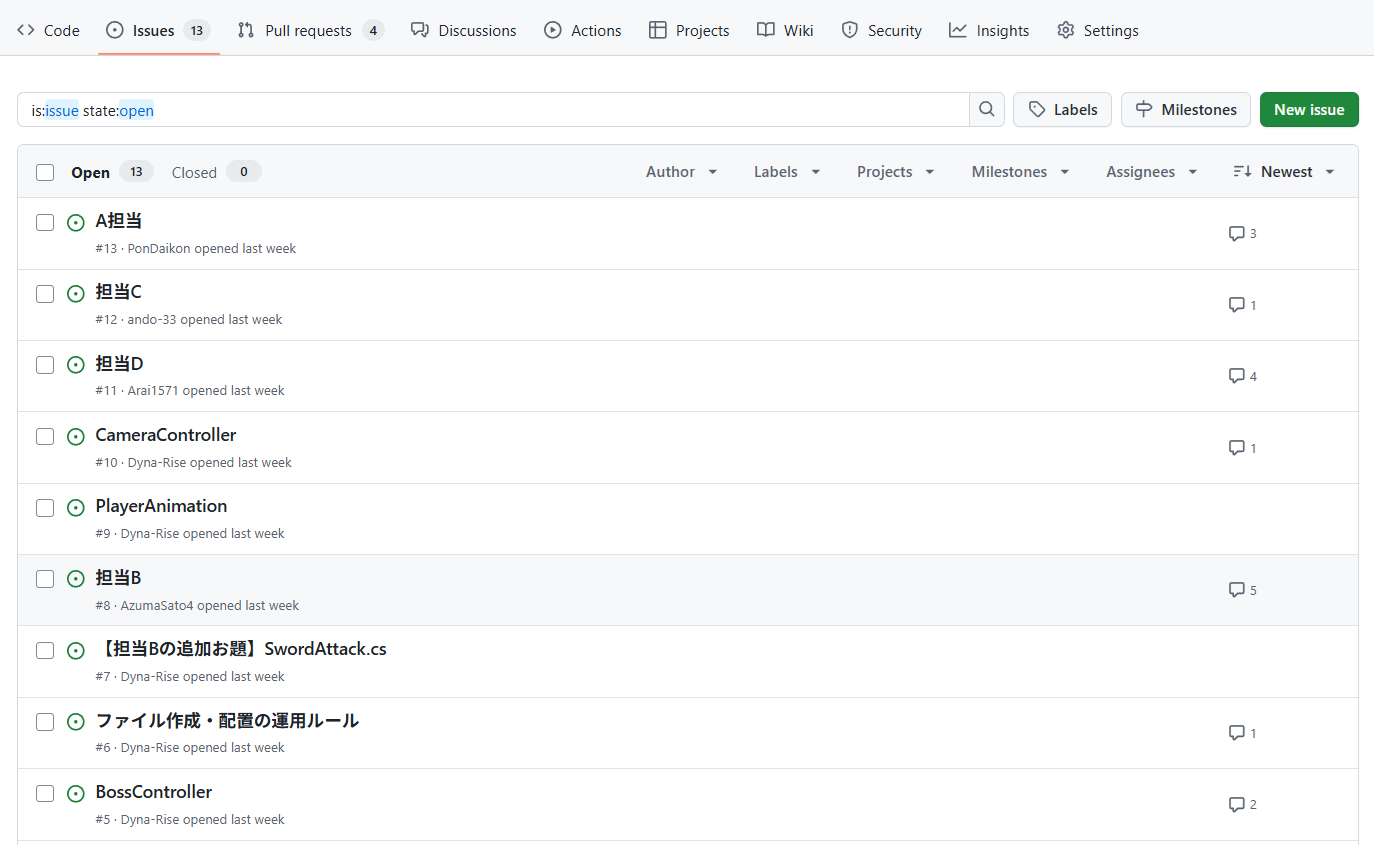 Code Issues 13 Pull requests 4 Discussions Actions Projects Wiki Security Insights Settings
is:issue state:open Labels Milestones New issue
Open 13 Closed 0 Author Labels Projects Milestones Assignees Newest
A担当
#13 · PonDaikon opened last week
3
担当C
#12 · ando-33 opened last week
1
担当D
#11 · Arai1571 opened last week
4
CameraController
#10 · Dyna-Rise opened last week
1
PlayerAnimation
#9 · Dyna-Rise opened last week
担当B
#8 · AzumaSato4 opened last week
5
【担当Bの追加お題】SwordAttack.cs
#7 · Dyna-Rise opened last week
ファイル作成・配置の運用ルール
#6 · Dyna-Rise opened last week
1
BossController
#5 · Dyna-Rise opened last week
2